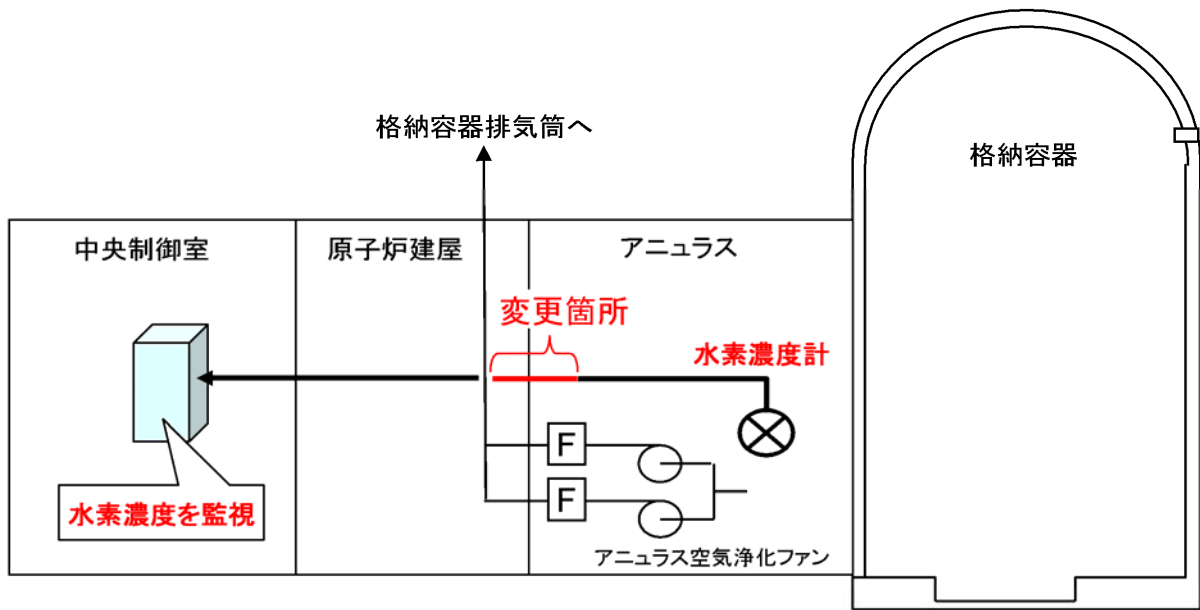 格納容器排気筒へ
格納容器
中央制御室
原子炉建屋
アニュラス
変更箇所
水素濃度計
F
F
水素濃度を監視
アニュラス空気浄化ファン